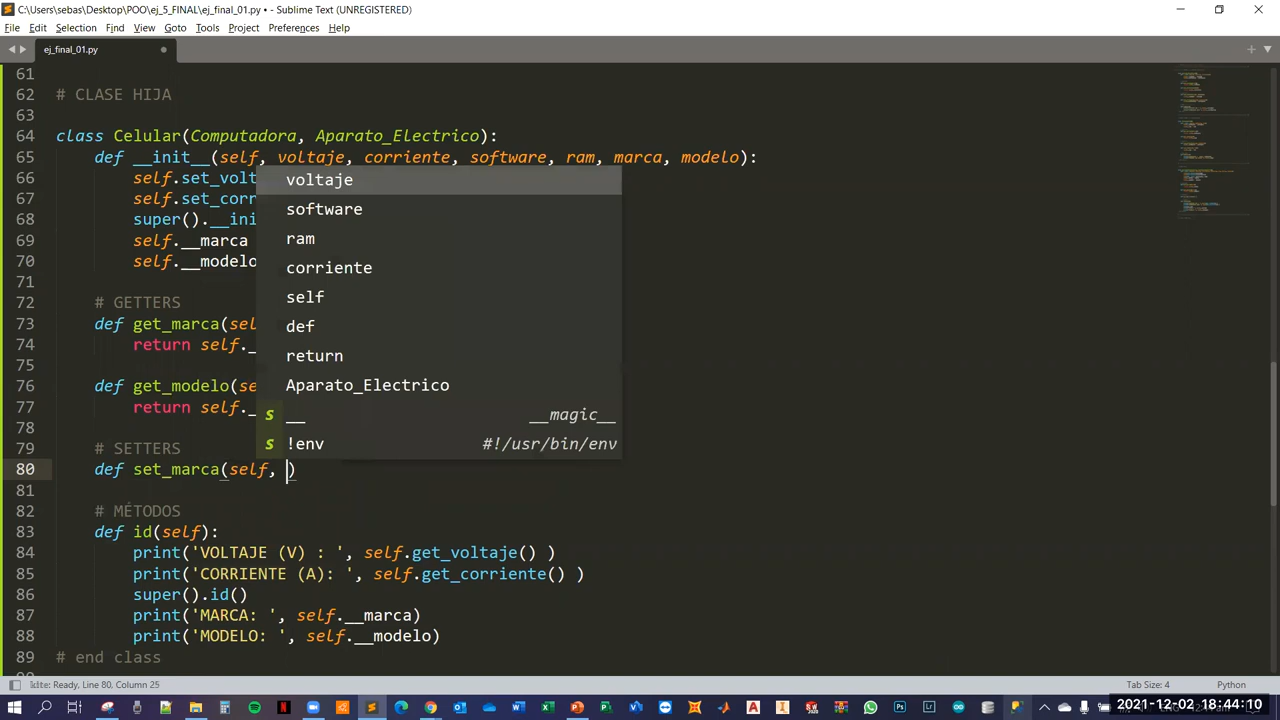 C:\Users\sebas\Desktop\POO\ej_5_FINAL\ej_final_01.py • - Sublime Text (UNREGISTERED)
File Edit Selection Find View Goto Tools Project Preferences Help
ej_final_01.py
61
62 # CLASE HIJA
63
64 class Celular(Computadora, Aparato_Electrico):
65 def __init__(self, voltaje, corriente, software, ram, marca, modelo):
66 self.set_volt
67 self.set_corr
68 super().__ini
69 self.__marca
70 self.__modelo
71
72 # GETTERS
73 def get_marca(self
74 return self._
75
76 def get_modelo(se
77 return self._
78
79 # SETTERS
80 def set_marca(self, )
81
82 # MÉTODOS
83 def id(self):
84 print('VOLTAJE (V) : ', self.get_voltaje() )
85 print('CORRIENTE (A): ', self.get_corriente() )
86 super().id()
87 print('MARCA: ', self.__marca)
88 print('MODELO: ', self.__modelo)
89 # end class
voltaje
software
ram
corriente
self
def
return
Aparato_Electrico
s __ __magic__
s !env #!/usr/bin/env
Ready, Line 80, Column 25
Tab Size: 4 Python
2021-12-02 18:44:10